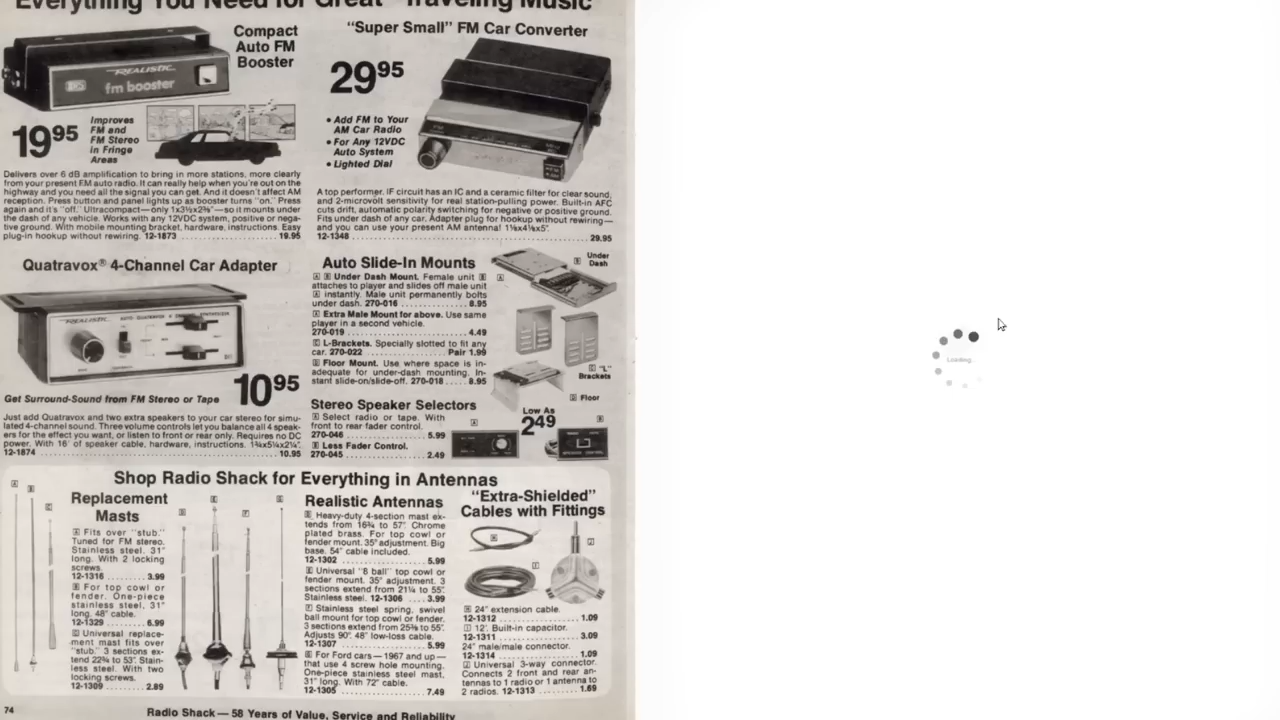 Everything You Need for Great "Traveling Music"
Compact
Auto FM
Booster
REALISTIC
fm booster
1995
Improves
FM and
FM Stereo
in Fringe
Areas
Delivers over 6 dB amplification to bring in more stations, more clearly
from your present FM auto radio. It can really help when you're out on the
highway and you need all the signal you can get. And it doesn't affect AM
reception. Press button and panel lights up as booster turns "on." Press
again and it's "off." Ultracompact—only 1x3½x2⅜"—so it mounts under
the dash of any vehicle. Works with any 12VDC system, positive or nega-
tive ground. With mobile mounting bracket, hardware, instructions. Easy
plug-in hookup without rewiring. 12-1873 19.95
"Super Small" FM Car Converter
2995
• Add FM to Your
AM Car Radio
• For Any 12VDC
Auto System
• Lighted Dial
A top performer. IF circuit has an IC and a ceramic filter for clear sound,
and 2-microvolt sensitivity for real station-pulling power. Built-in AFC
cuts drift, automatic polarity switching for negative or positive ground.
Fits under dash of any car. Adapter plug for hookup without rewiring—
and you can use your present AM antenna!
12-1348 29.95
Quatravox® 4-Channel Car Adapter
REALISTIC
1095
Get Surround-Sound from FM Stereo or Tape
Just add Quatravox and two extra speakers to your car stereo for simu-
lated 4-channel sound. Three volume controls let you balance all 4 speak-
ers for the effect you want, or listen to front or rear only. Requires no DC
power. With 16' of speaker cable, hardware, instructions. 1¾x5¼x2¼".
12-1874 10.95
Auto Slide-In Mounts
A B Under Dash Mount. Female unit B
attaches to player and slides off male unit
A instantly. Male unit permanently bolts
under dash. 270-016 8.95
A Extra Male Mount for above. Use same
player in a second vehicle.
270-019 4.49
C L-Brackets. Specially slotted to fit any
car. 270-022 Pair 1.99
D Floor Mount. Use where space is in-
adequate for under-dash mounting. In-
stant slide-on/slide-off. 270-018 8.95
Under
Dash
"L"
Brackets
Floor
Stereo Speaker Selectors
A Select radio or tape. With
front to rear fader control.
270-046 5.99
B Less Fader Control.
270-045 2.49
Low As
249
Shop Radio Shack for Everything in Antennas
Replacement
Masts
A Fits over "stub."
Tuned for FM stereo.
Stainless steel. 31"
long. With 2 locking
screws.
12-1316 3.99
B For top cowl or
fender. One-piece
stainless steel, 31"
long. 48" cable.
12-1329 6.99
C Universal replace-
ment mast fits over
"stub." 3 sections ex-
tend 22¾ to 53". Stain-
less steel. With two
locking screws.
12-1309 2.89
Realistic Antennas
Heavy-duty 4-section mast ex-
tends from 16¾ to 57". Chrome
plated brass. For top cowl or
fender mount. 35° adjustment. Big
base. 54" cable included.
12-1302 5.99
E Universal "8 ball" top cowl or
fender mount. 35° adjustment. 3
sections extend from 21¼ to 55".
Stainless steel. 12-1306 3.99
F Stainless steel spring, swivel
ball mount for top cowl or fender.
3 sections extend from 25⅜ to 55".
Adjusts 90°. 48" low-loss cable.
12-1307 5.99
For Ford cars—1967 and up—
that use 4 screw hole mounting.
One-piece stainless steel mast,
31" long. With 72" cable.
12-1305 7.49
"Extra-Shielded"
Cables with Fittings
H 24" extension cable.
12-1312 1.09
I 12'. Built-in capacitor.
12-1311 3.09
24" male/male connector.
12-1314 1.09
J Universal 3-way connector.
Connects 2 front and rear an-
tennas to 1 radio or 1 antenna to
2 radios. 12-1313 1.69
74
Radio Shack—58 Years of Value, Service and Reliability
Loading...